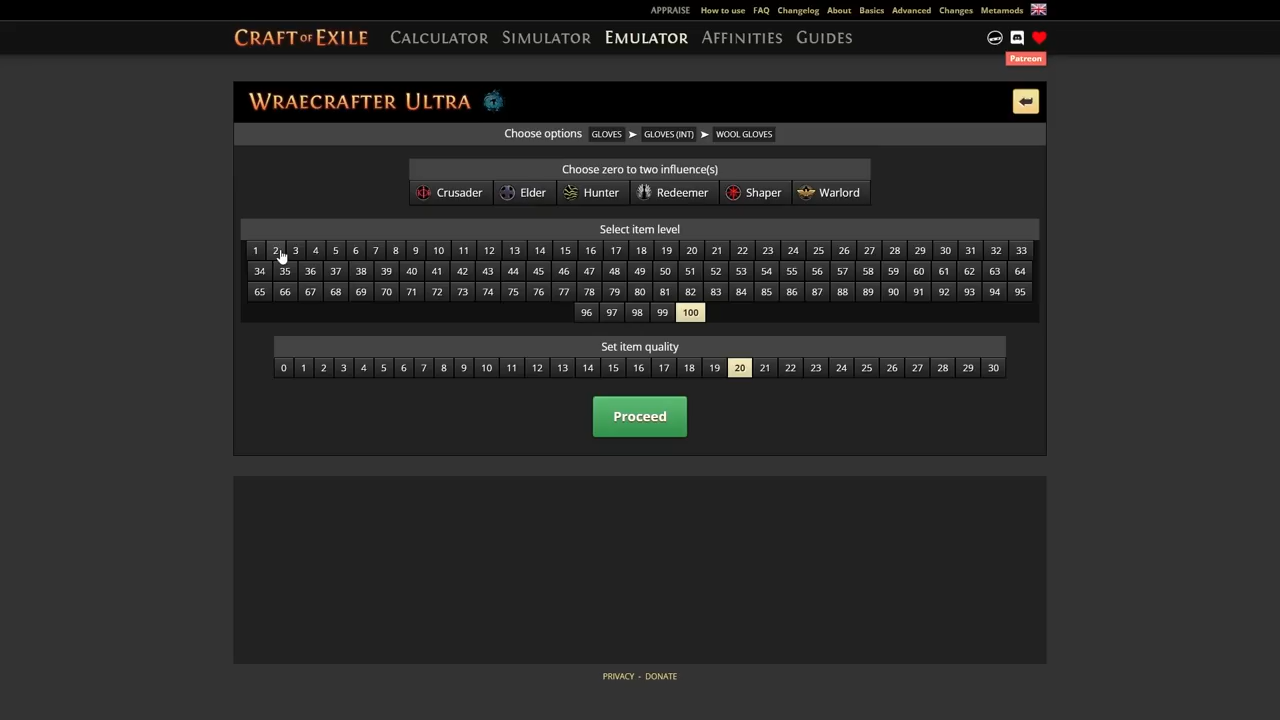 APPRAISE How to use FAQ Changelog About Basics Advanced Changes Metamods
CRAFT OF EXILE CALCULATOR SIMULATOR EMULATOR AFFINITIES GUIDES
Patreon
WRAECRAFTER ULTRA
Choose options GLOVES GLOVES (INT) WOOL GLOVES
Choose zero to two influence(s)
Crusader Elder Hunter Redeemer Shaper Warlord
Select item level
1 2 3 4 5 6 7 8 9 10 11 12 13 14 15 16 17 18 19 20 21 22 23 24 25 26 27 28 29 30 31 32 33
34 35 36 37 38 39 40 41 42 43 44 45 46 47 48 49 50 51 52 53 54 55 56 57 58 59 60 61 62 63 64
65 66 67 68 69 70 71 72 73 74 75 76 77 78 79 80 81 82 83 84 85 86 87 88 89 90 91 92 93 94 95
96 97 98 99 100
Set item quality
0 1 2 3 4 5 6 7 8 9 10 11 12 13 14 15 16 17 18 19 20 21 22 23 24 25 26 27 28 29 30
Proceed
PRIVACY - DONATE